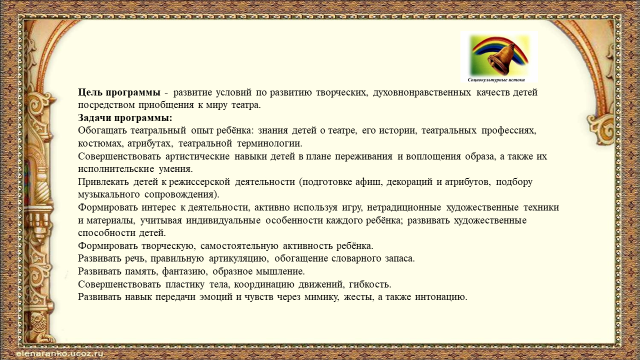 Социокультурные истоки
Цель программы - развитие условий по развитию творческих, духовнонравственных качеств детей
посредством приобщения к миру театра.
Задачи программы:
Обогащать театральный опыт ребёнка: знания детей о театре, его истории, театральных профессиях,
костюмах, атрибутах, театральной терминологии.
Совершенствовать артистические навыки детей в плане переживания и воплощения образа, а также их
исполнительские умения.
Привлекать детей к режиссерской деятельности (подготовке афиш, декораций и атрибутов, подбору
музыкального сопровождения).
Формировать интерес к деятельности, активно используя игру, нетрадиционные художественные техники
и материалы, учитывая индивидуальные особенности каждого ребёнка; развивать художественные
способности детей.
Формировать творческую, самостоятельную активность ребёнка.
Развивать речь, правильную артикуляцию, обогащение словарного запаса.
Развивать память, фантазию, образное мышление.
Совершенствовать пластику тела, координацию движений, гибкость.
Развивать навык передачи эмоций и чувств через мимику, жесты, а также интонацию.
elenaranko.ucoz.ru